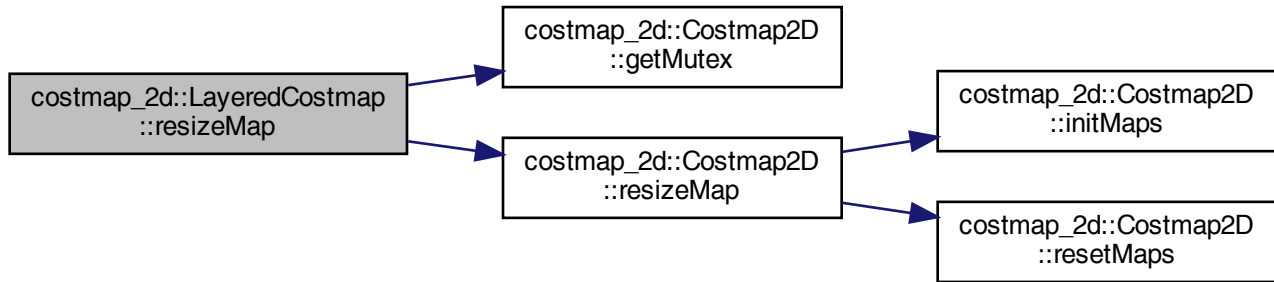 costmap_2d::LayeredCostmap
::resizeMap
costmap_2d::Costmap2D
::getMutex
costmap_2d::Costmap2D
::resizeMap
costmap_2d::Costmap2D
::initMaps
costmap_2d::Costmap2D
::resetMaps